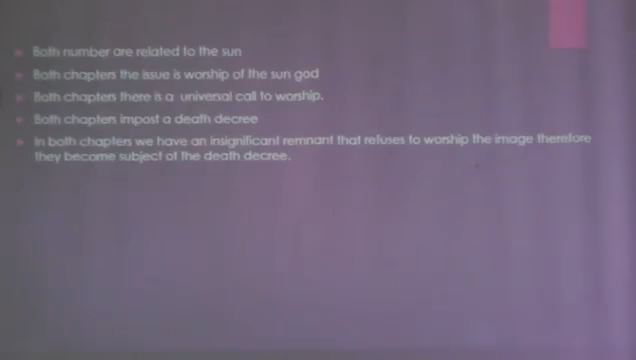 Both number are related to the sun
Both chapters the issue is worship of the sun god
Both chapters there is a universal call to worship.
Both chapters impost a death decree
In both chapters we have an insignificant remnant that refuses to worship the image therefore
they become subject of the death decree.